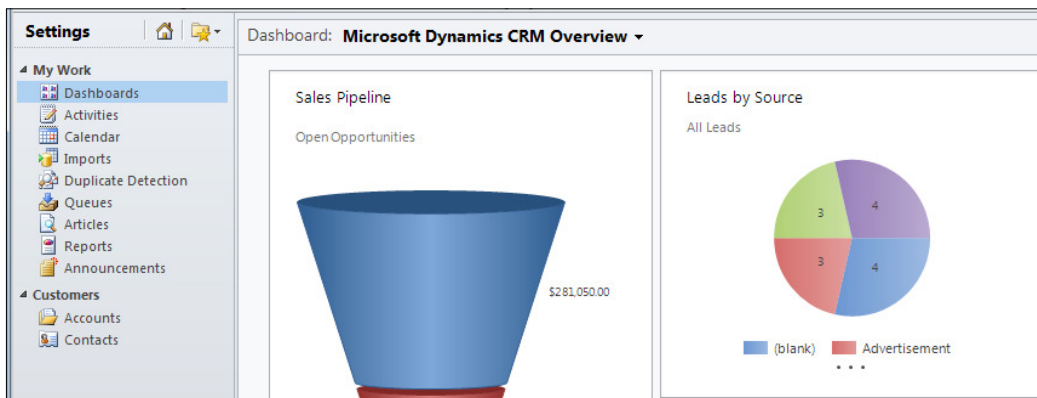 Settings
My Work
Dashboards
Activities
Calendar
Imports
Duplicate Detection
Queues
Articles
Reports
Announcements
Customers
Accounts
Contacts
Dashboard: Microsoft Dynamics CRM Overview
Sales Pipeline
Open Opportunities
$281,050.00
Leads by Source
All Leads
3 4
3 4
(blank) Advertisement